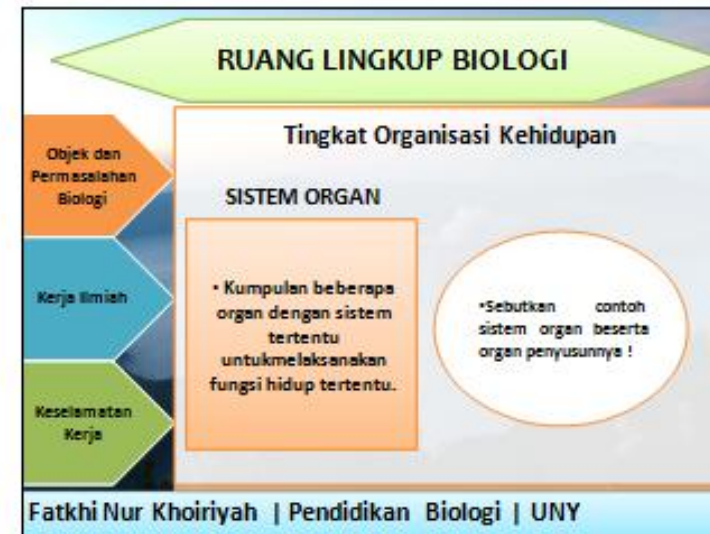 RUANG LINGKUP BIOLOGI
Objek dan
Permasalahan
Biologi
Kerja Ilmiah
Keselamatan
Kerja
Tingkat Organisasi Kehidupan
SISTEM ORGAN
• Kumpulan beberapa
organ dengan sistem
tertentu
untukmelaksanakan
fungsi hidup tertentu.
•Sebutkan contoh
sistem organ beserta
organ penyusunnya !
Fatkhi Nur Khoiriyah | Pendidikan Biologi | UNY